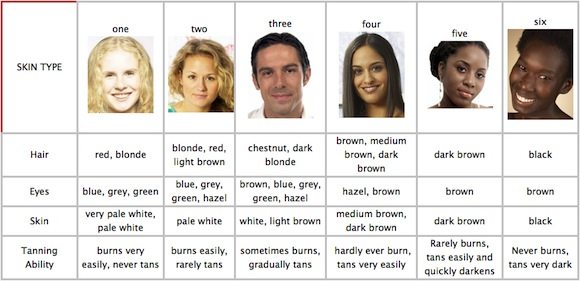 SKIN TYPE
one
two
three
four
five
six
Hair
red, blonde
blonde, red,
light brown
chestnut, dark
blonde
brown, medium
brown, dark
brown
dark brown
black
Eyes
blue, grey, green
blue, grey,
green, hazel
brown, blue, grey,
green, hazel
hazel, brown
brown
brown
Skin
very pale white,
pale white
pale white
white, light brown
medium brown,
dark brown
dark brown
black
Tanning
Ability
burns very
easily, never tans
burns easily,
rarely tans
sometimes burns,
gradually tans
hardly ever burn,
tans very easily
Rarely burns,
tans easily and
quickly darkens
Never burns,
tans very dark